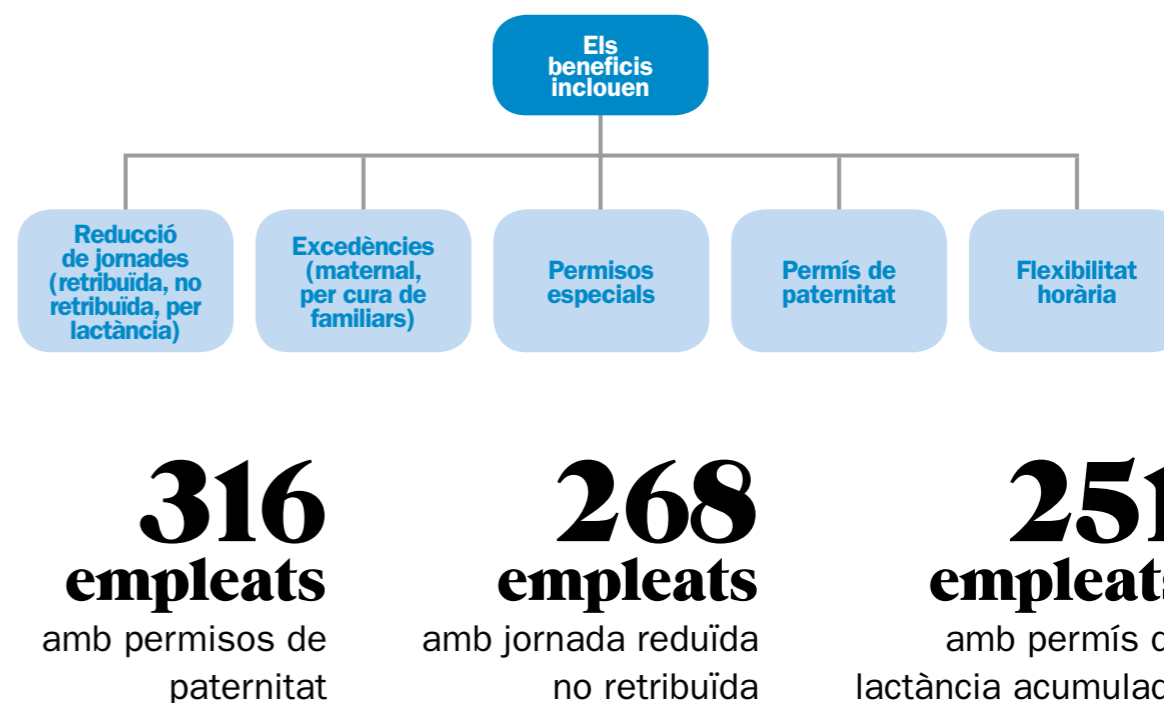 Els
beneficis
inclouen
Reducció
de jornades
(retribuïda, no
retribuïda, per
lactància)
Excedències
(maternal,
per cura de
familiars)
Permisos
especials
Permís de
paternitat
Flexibilitat
horària
316
empleats
amb permisos de
paternitat
268
empleats
amb jornada reduïda
no retribuïda
251
empleats
amb permís
lactància